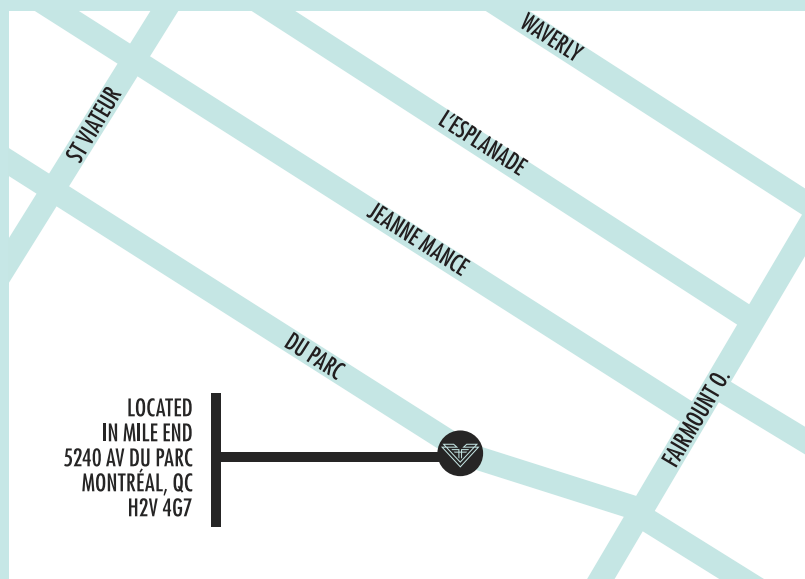 WAVERLY
ST VIATEUR
L'ESPLANADE
JEANNE MANCE
DU PARC
FAIRMOUNT O.
LOCATED
IN MILE END
5240 AV DU PARC
MONTRÉAL, QC
H2V 4G7